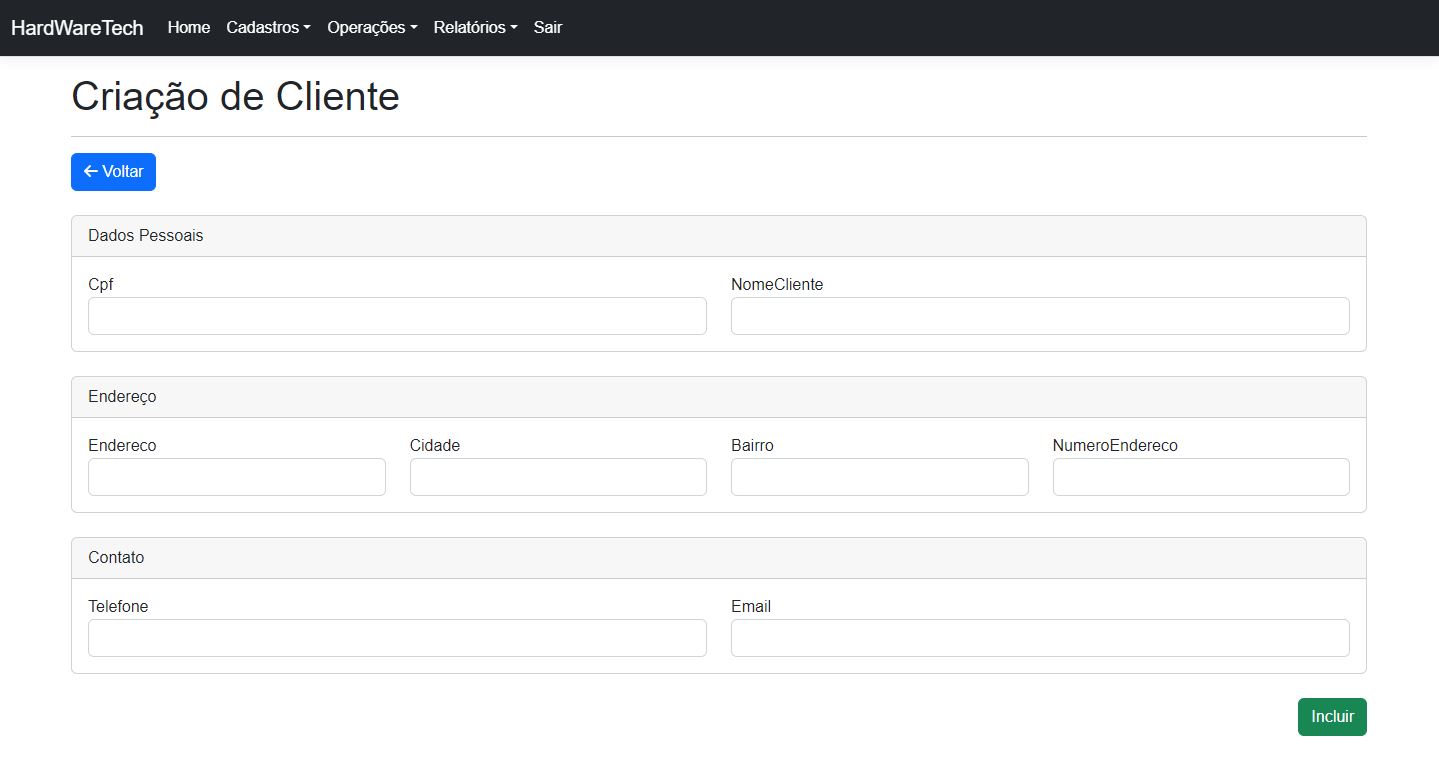 HardWareTech Home Cadastros Operações Relatórios Sair
Criação de Cliente
Voltar
Dados Pessoais
Cpf NomeCliente
Endereço
Endereco Cidade Bairro NumeroEndereco
Contato
Telefone Email
Incluir